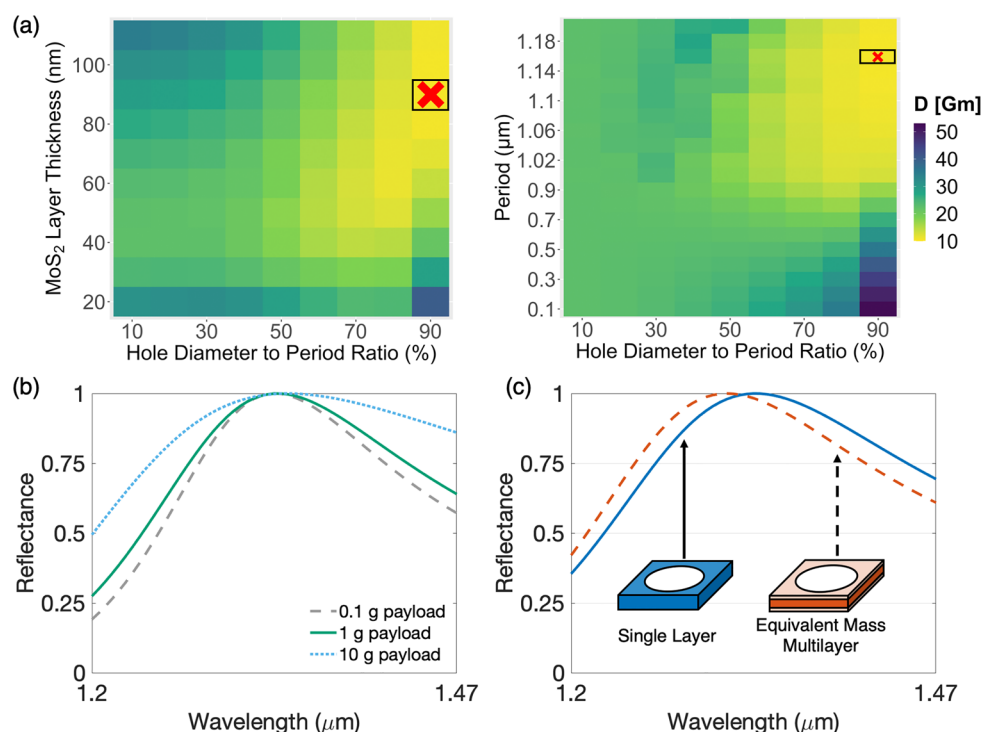 (a)
MoS₂ Layer Thickness (nm)
100
80
60
40
20
10
30
50
70
90
Hole Diameter to Period Ratio (%)
Period (μm)
1.18
1.14
1.1
1.06
1.02
0.9
0.7
0.5
0.3
0.1
10
30
50
70
90
Hole Diameter to Period Ratio (%)
D [Gm]
50
40
30
20
10
(b)
Reflectance
1
0.75
0.5
0.25
0
0.1 g payload
1 g payload
10 g payload
1.2
1.47
Wavelength (μm)
(c)
Reflectance
1
0.75
0.5
0.25
0
Single Layer
Equivalent Mass
Multilayer
1.2
1.47
Wavelength (μm)